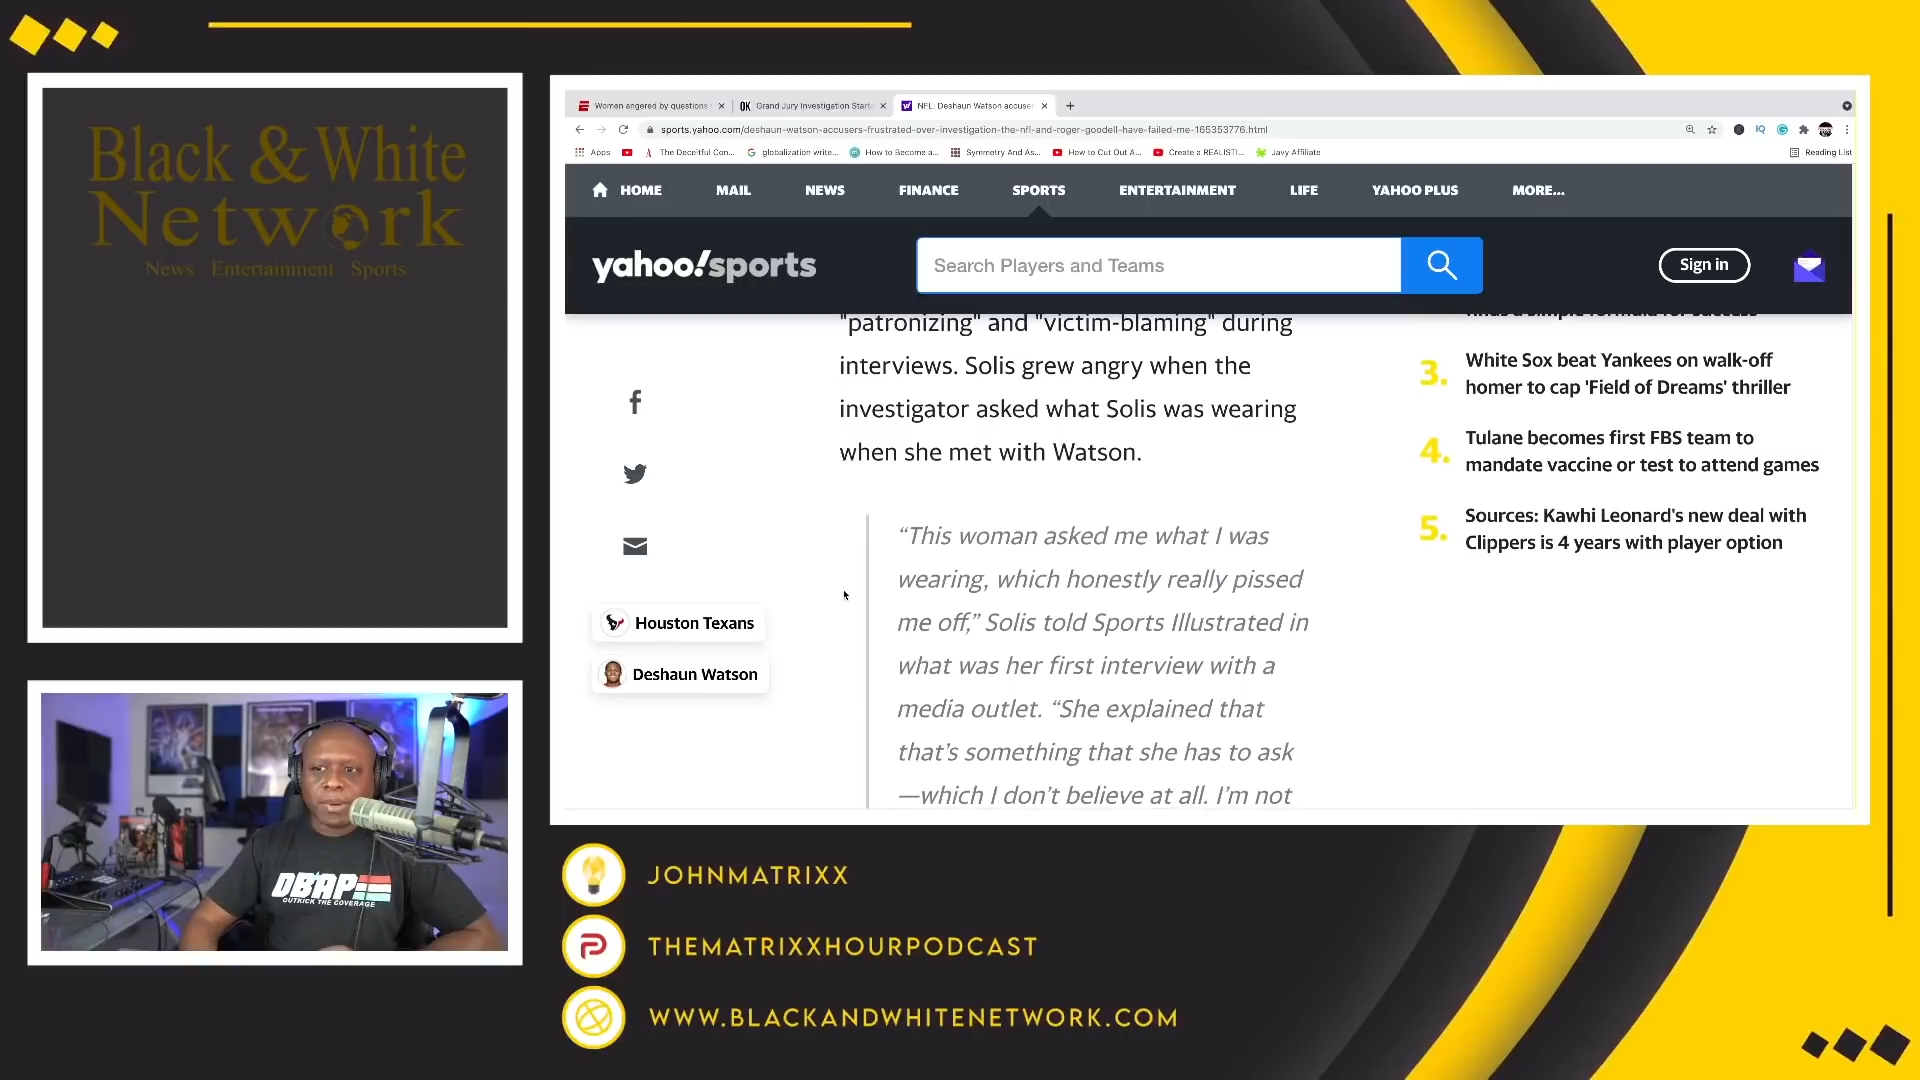 Black & White
Network
News Entertainment Sports
Women angered by questions
OK Grand Jury Investigation Start
NFL: Deshaun Watson accuse
sports.yahoo.com/deshaun-watson-accusers-frustrated-over-investigation-the-nfl-and-roger-goodell-have-failed-me-165353776.html
Apps
The Deceitful Con...
globalization write...
How to Become a...
Symmetry And As...
How to Cut Out A...
Create a REALISTI...
Javy Affiliate
Reading List
HOME MAIL NEWS FINANCE SPORTS ENTERTAINMENT LIFE YAHOO PLUS MORE...
yahoo!sports
Search Players and Teams
Sign in
"patronizing" and "victim-blaming" during
interviews. Solis grew angry when the
investigator asked what Solis was wearing
when she met with Watson.
“This woman asked me what I was
wearing, which honestly really pissed
me off,” Solis told Sports Illustrated in
what was her first interview with a
media outlet. “She explained that
that’s something that she has to ask
—which I don’t believe at all. I’m not
Houston Texans
Deshaun Watson
3. White Sox beat Yankees on walk-off
homer to cap 'Field of Dreams' thriller
4. Tulane becomes first FBS team to
mandate vaccine or test to attend games
5. Sources: Kawhi Leonard's new deal with
Clippers is 4 years with player option
DBAP
OUTKICK THE COVERAGE
JOHNMATRIXX
THEMATRIXXHOURPODCAST
WWW.BLACKANDWHITENETWORK.COM